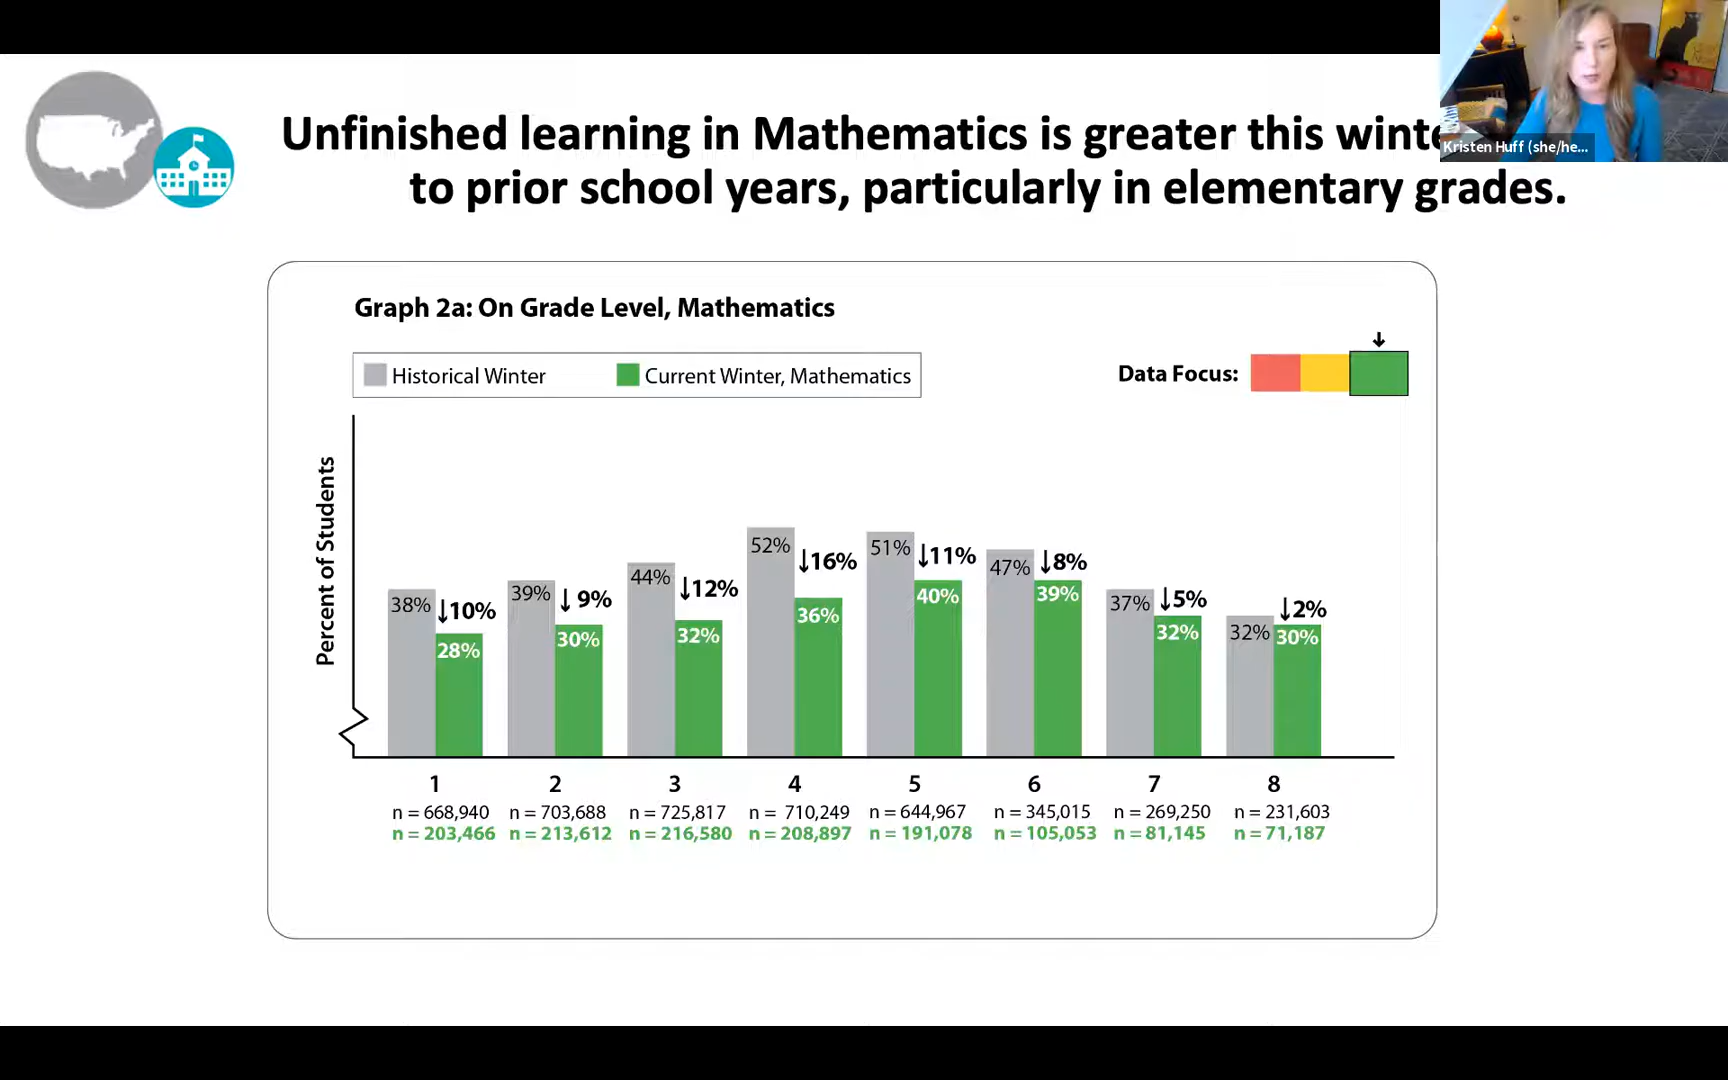 Unfinished learning in Mathematics is greater this
to prior school years, particularly in elementary grades.
Kristen Huff (she/he...
Graph 2a: On Grade Level, Mathematics
Historical Winter
Current Winter, Mathematics
Data Focus:
Percent of Students
38% ↓10% 28%
39% ↓ 9% 30%
44% ↓12% 32%
52% ↓16% 36%
51% ↓11% 40%
47% ↓8% 39%
37% ↓5% 32%
32% ↓2% 30%
1 2 3 4 5 6 7 8
n = 668,940 n = 703,688 n = 725,817 n = 710,249 n = 644,967 n = 345,015 n = 269,250 n = 231,603
n = 203,466 n = 213,612 n = 216,580 n = 208,897 n = 191,078 n = 105,053 n = 81,145 n = 71,187